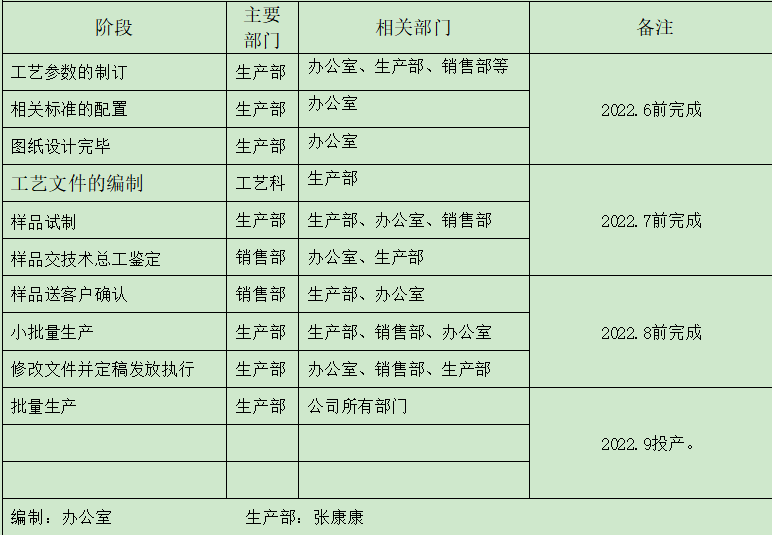 阶段 主要部门 相关部门 备注
工艺参数的制订 生产部 办公室、生产部、销售部等
相关标准的配置 生产部 办公室 2022.6前完成
图纸设计完毕 生产部 办公室
工艺文件的编制 工艺科 生产部
样品试制 生产部 生产部、办公室、销售部 2022.7前完成
样品交技术总工鉴定 销售部 办公室、生产部
样品送客户确认 销售部 生产部、办公室
小批量生产 生产部 生产部、销售部、办公室 2022.8前完成
修改文件并定稿发放执行 生产部 办公室、销售部、生产部
批量生产 生产部 公司所有部门
2022.9投产。
编制：办公室 生产部：张康康